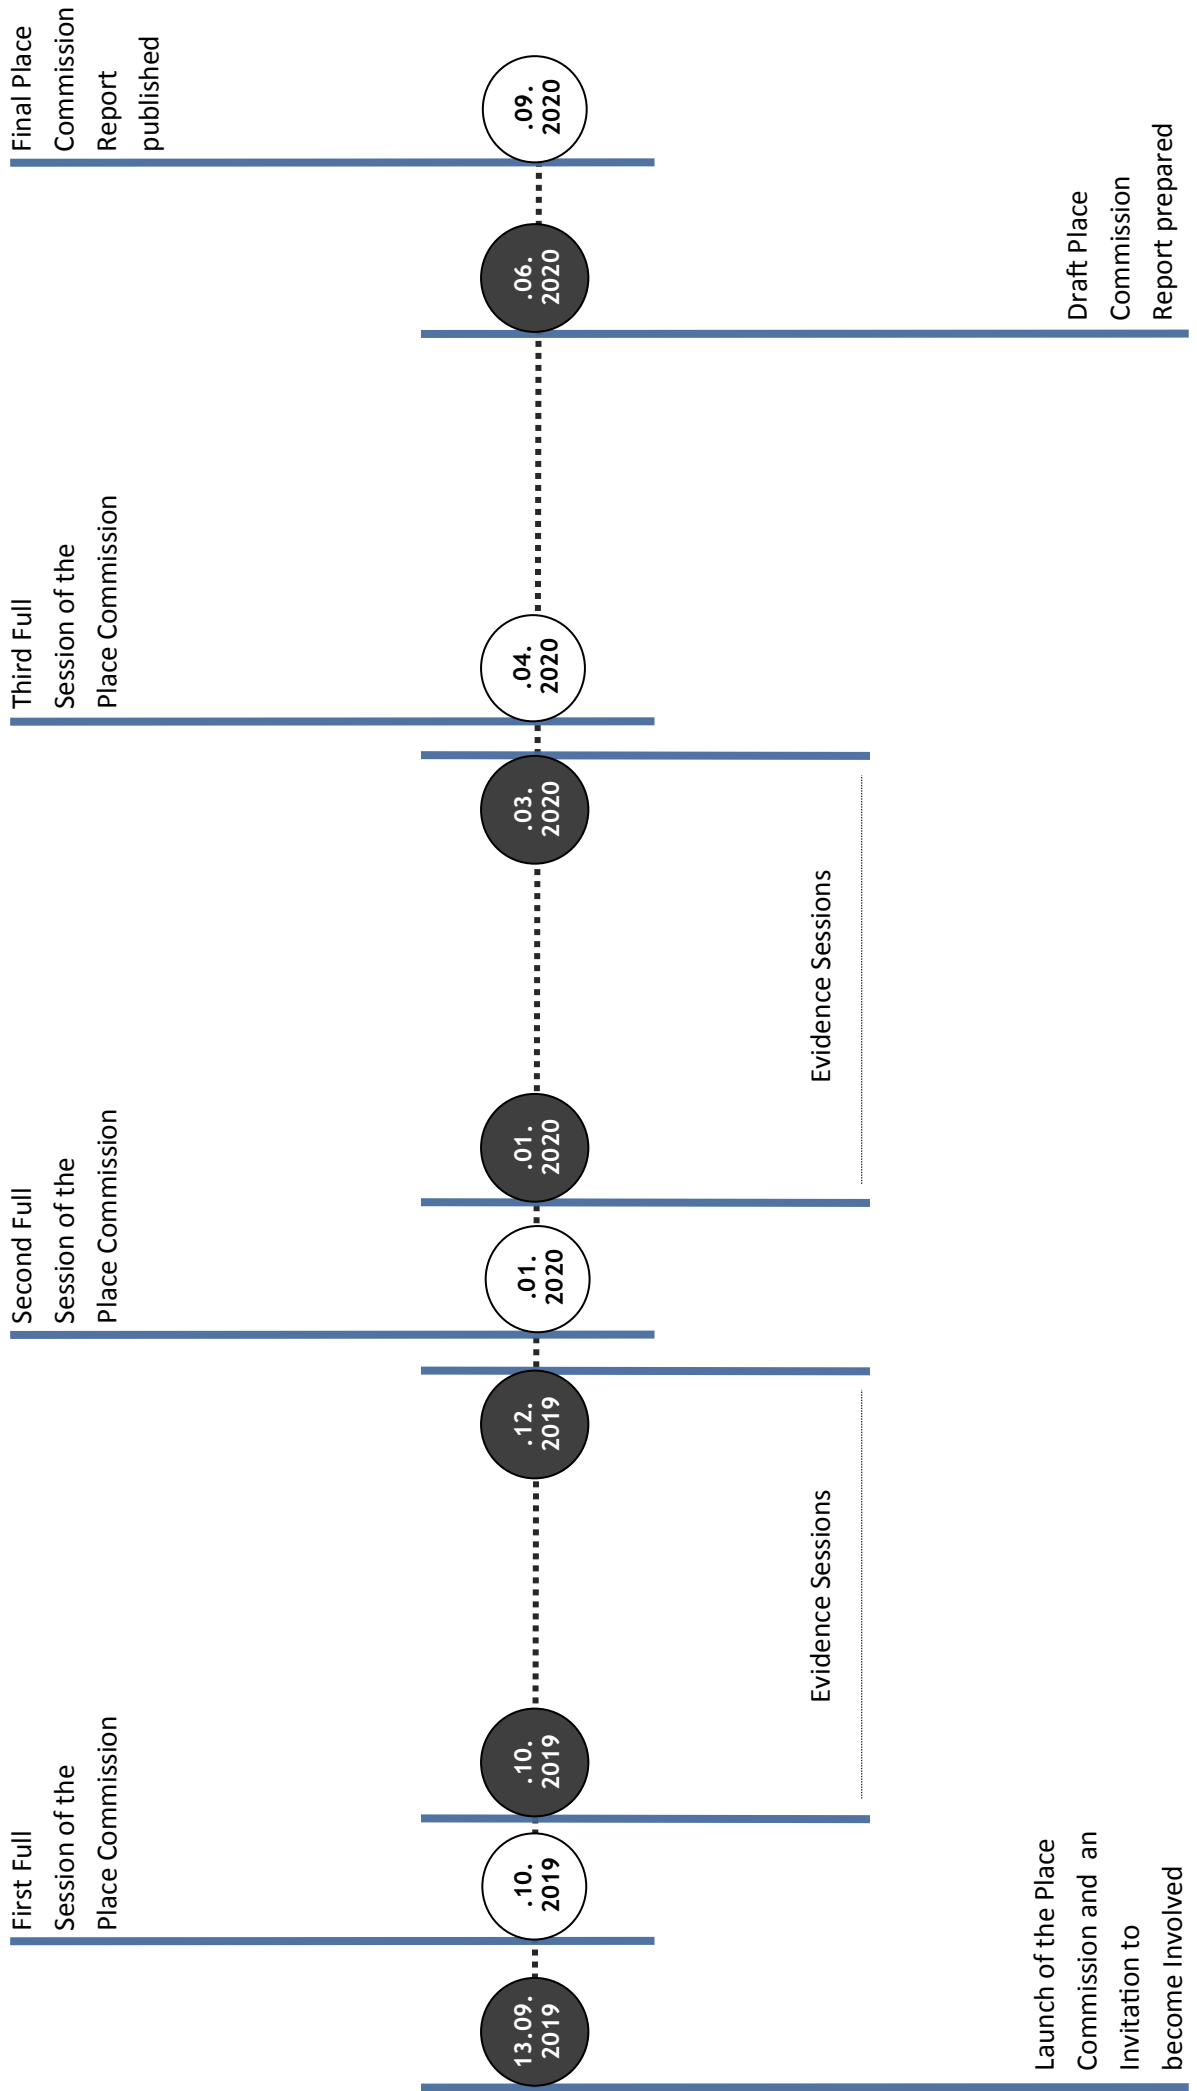 First Full
Session of the
Place Commission
Second Full
Session of the
Place Commission
Third Full
Session of the
Place Commission
Final Place
Commission
Report
published
13.09.
2019
.10.
2019
.10.
2019
.12.
2019
.01.
2020
.01.
2020
.03.
2020
.04.
2020
.06.
2020
.09.
2020
Evidence Sessions
Evidence Sessions
Launch of the Place
Commission and an
Invitation to
become Involved
Draft Place
Commission
Report prepared